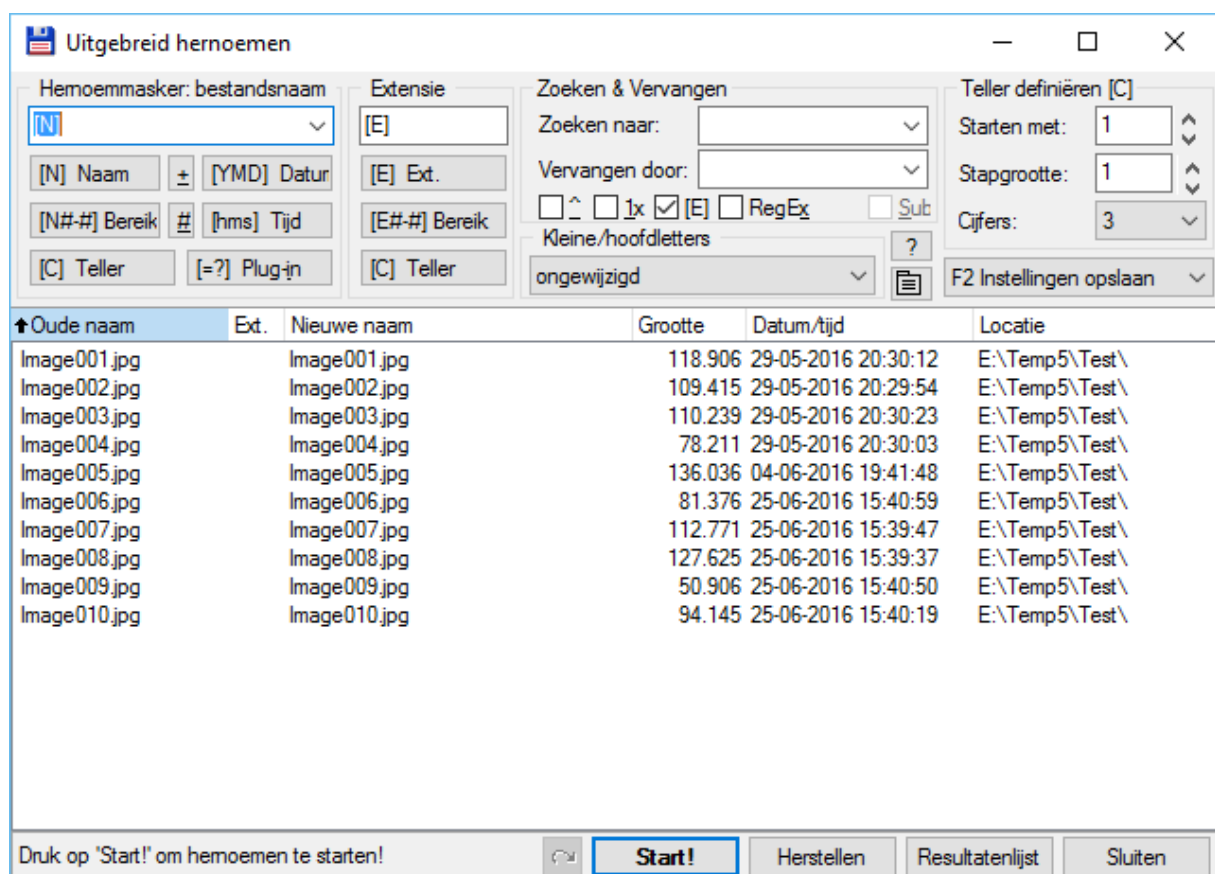 Uitgebreid hernoemen
Hernoemmasker: bestandsnaam Extensie Zoeken & Vervangen Teller definiëren [C]
[N] [E] Zoeken naar: Starten met: 1
[N] Naam + [YMD] Datur [E] Ext. Vervangen door: Stapgrootte: 1
[N#-#] Bereik # [hms] Tijd [E#-#] Bereik ^ 1x [E] RegEx Sub Cijfers: 3
Kleine/hoofdletters ?
[C] Teller [=?] Plug-in [C] Teller ongewijzigd F2 Instellingen opslaan
Oude naam Ext. Nieuwe naam Grootte Datum/tijd Locatie
Image001.jpg Image001.jpg 118.906 29-05-2016 20:30:12 E:\Temp5\Test\
Image002.jpg Image002.jpg 109.415 29-05-2016 20:29:54 E:\Temp5\Test\
Image003.jpg Image003.jpg 110.239 29-05-2016 20:30:23 E:\Temp5\Test\
Image004.jpg Image004.jpg 78.211 29-05-2016 20:30:03 E:\Temp5\Test\
Image005.jpg Image005.jpg 136.036 04-06-2016 19:41:48 E:\Temp5\Test\
Image006.jpg Image006.jpg 81.376 25-06-2016 15:40:59 E:\Temp5\Test\
Image007.jpg Image007.jpg 112.771 25-06-2016 15:39:47 E:\Temp5\Test\
Image008.jpg Image008.jpg 127.625 25-06-2016 15:39:37 E:\Temp5\Test\
Image009.jpg Image009.jpg 50.906 25-06-2016 15:40:50 E:\Temp5\Test\
Image010.jpg Image010.jpg 94.145 25-06-2016 15:40:19 E:\Temp5\Test\
Druk op "Start!" om hernoemen te starten! Start! Herstellen Resultatenlijst Sluiten